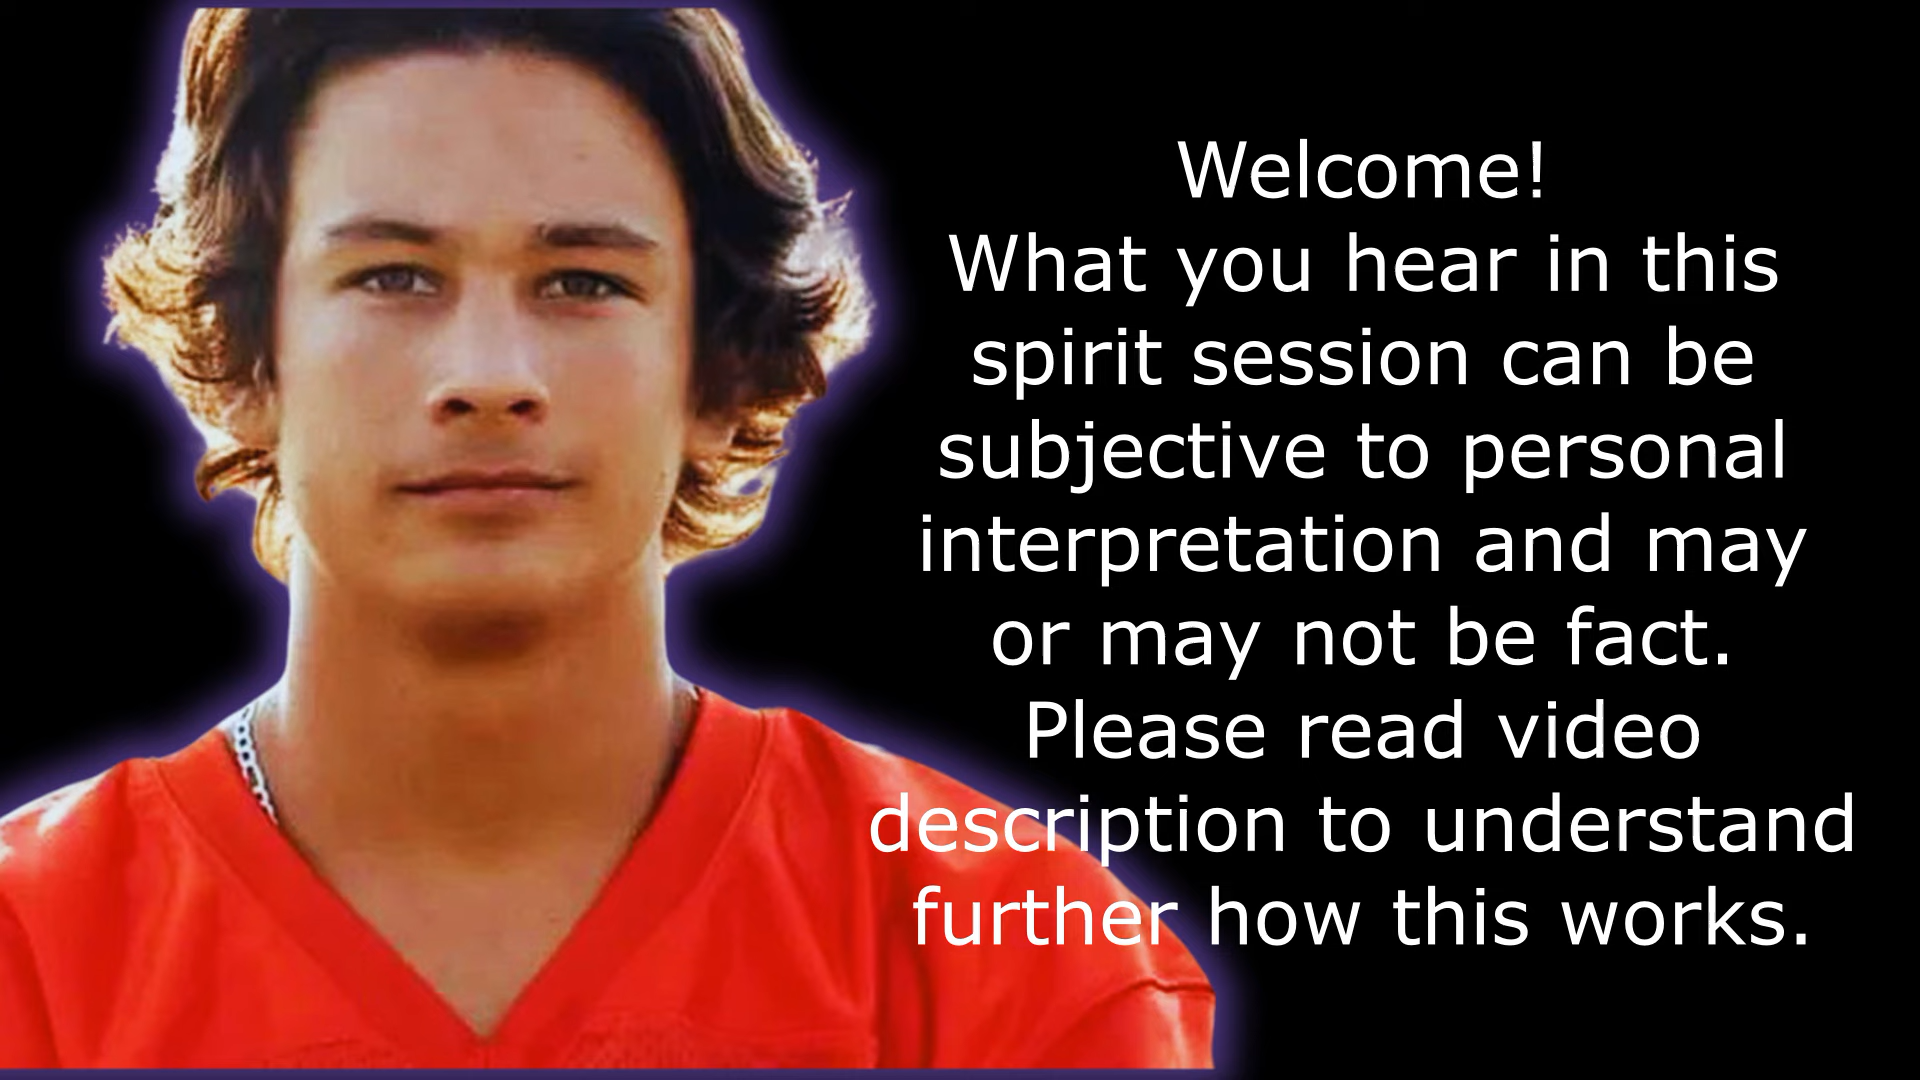 Welcome!
What you hear in this
spirit session can be
subjective to personal
interpretation and may
or may not be fact.
Please read video
description to understand
further how this works.